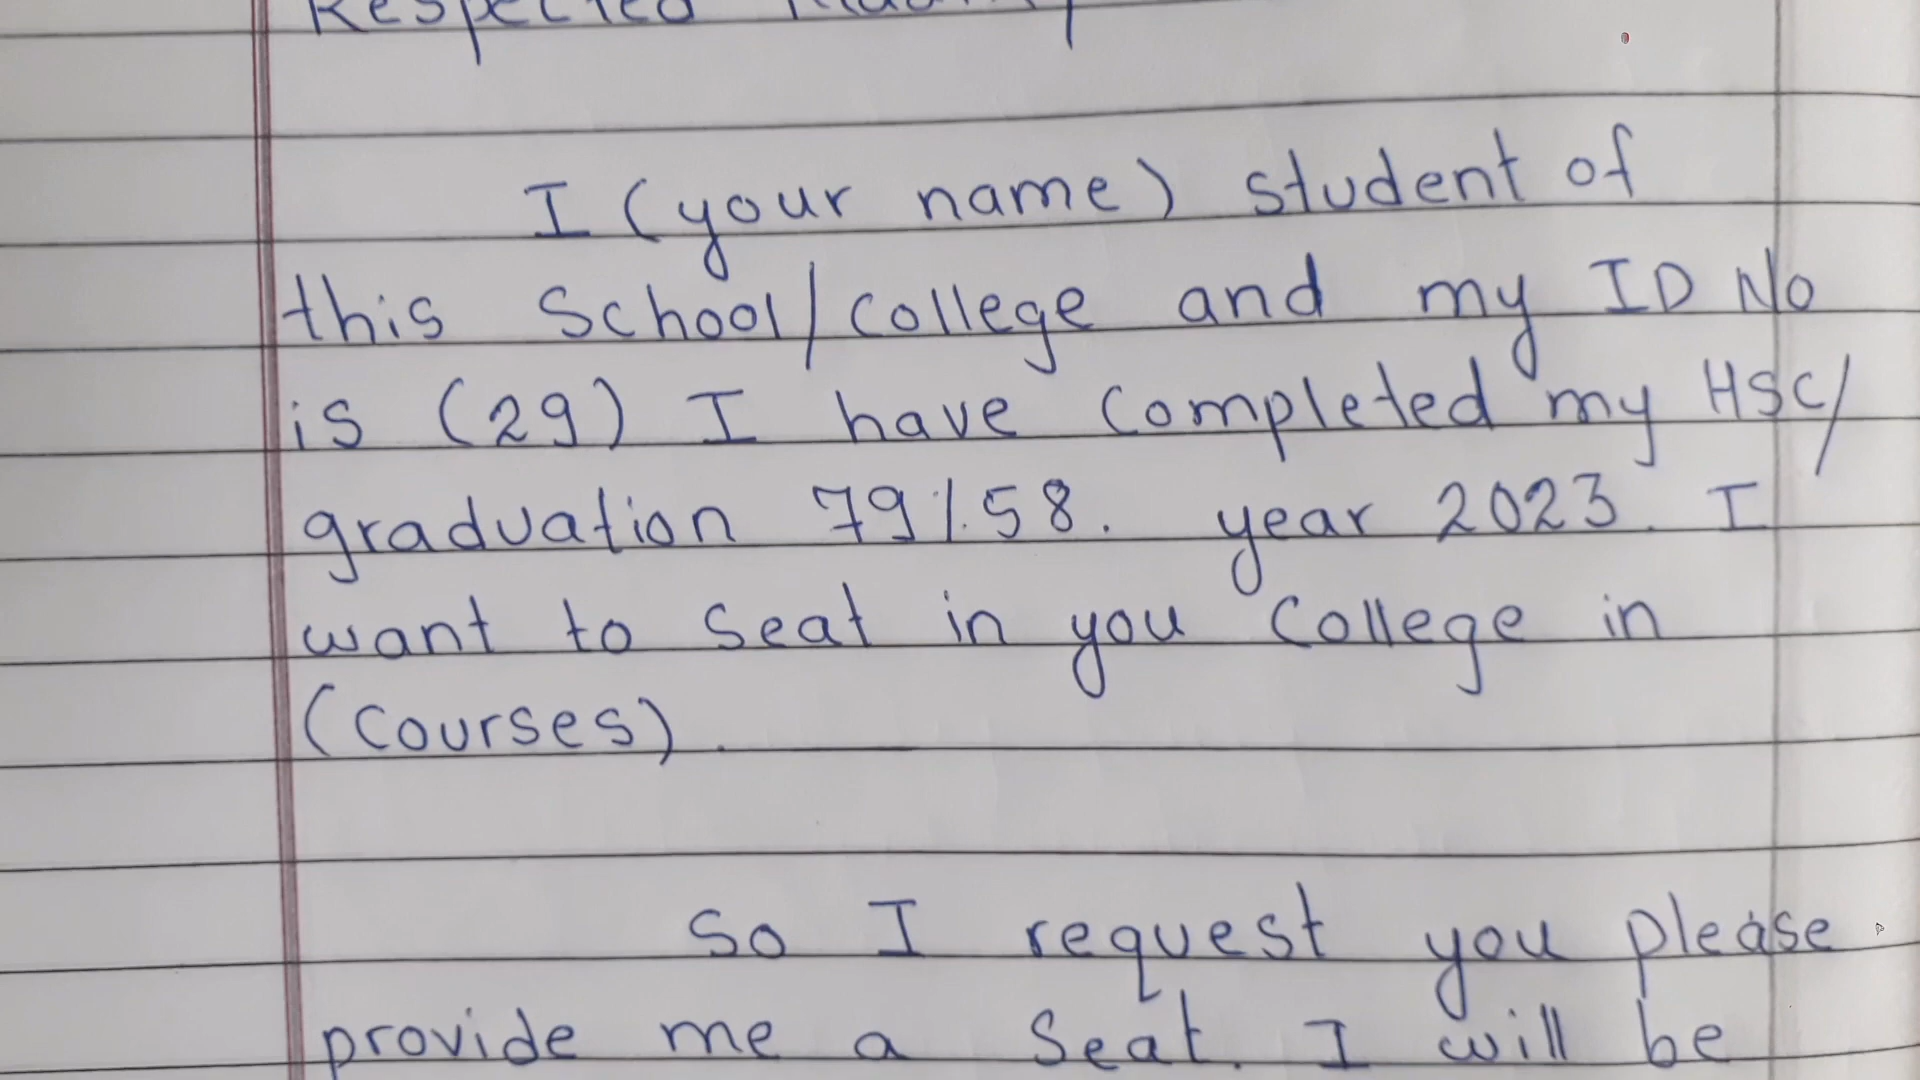 Respected
I (your name) student of
this School/college and my ID No
is (29) I have Completed my HSC/
graduation 79%.58. year 2023. I
want to Seat in you College in
(Courses).
So I request you please
provide me a Seat. I will be